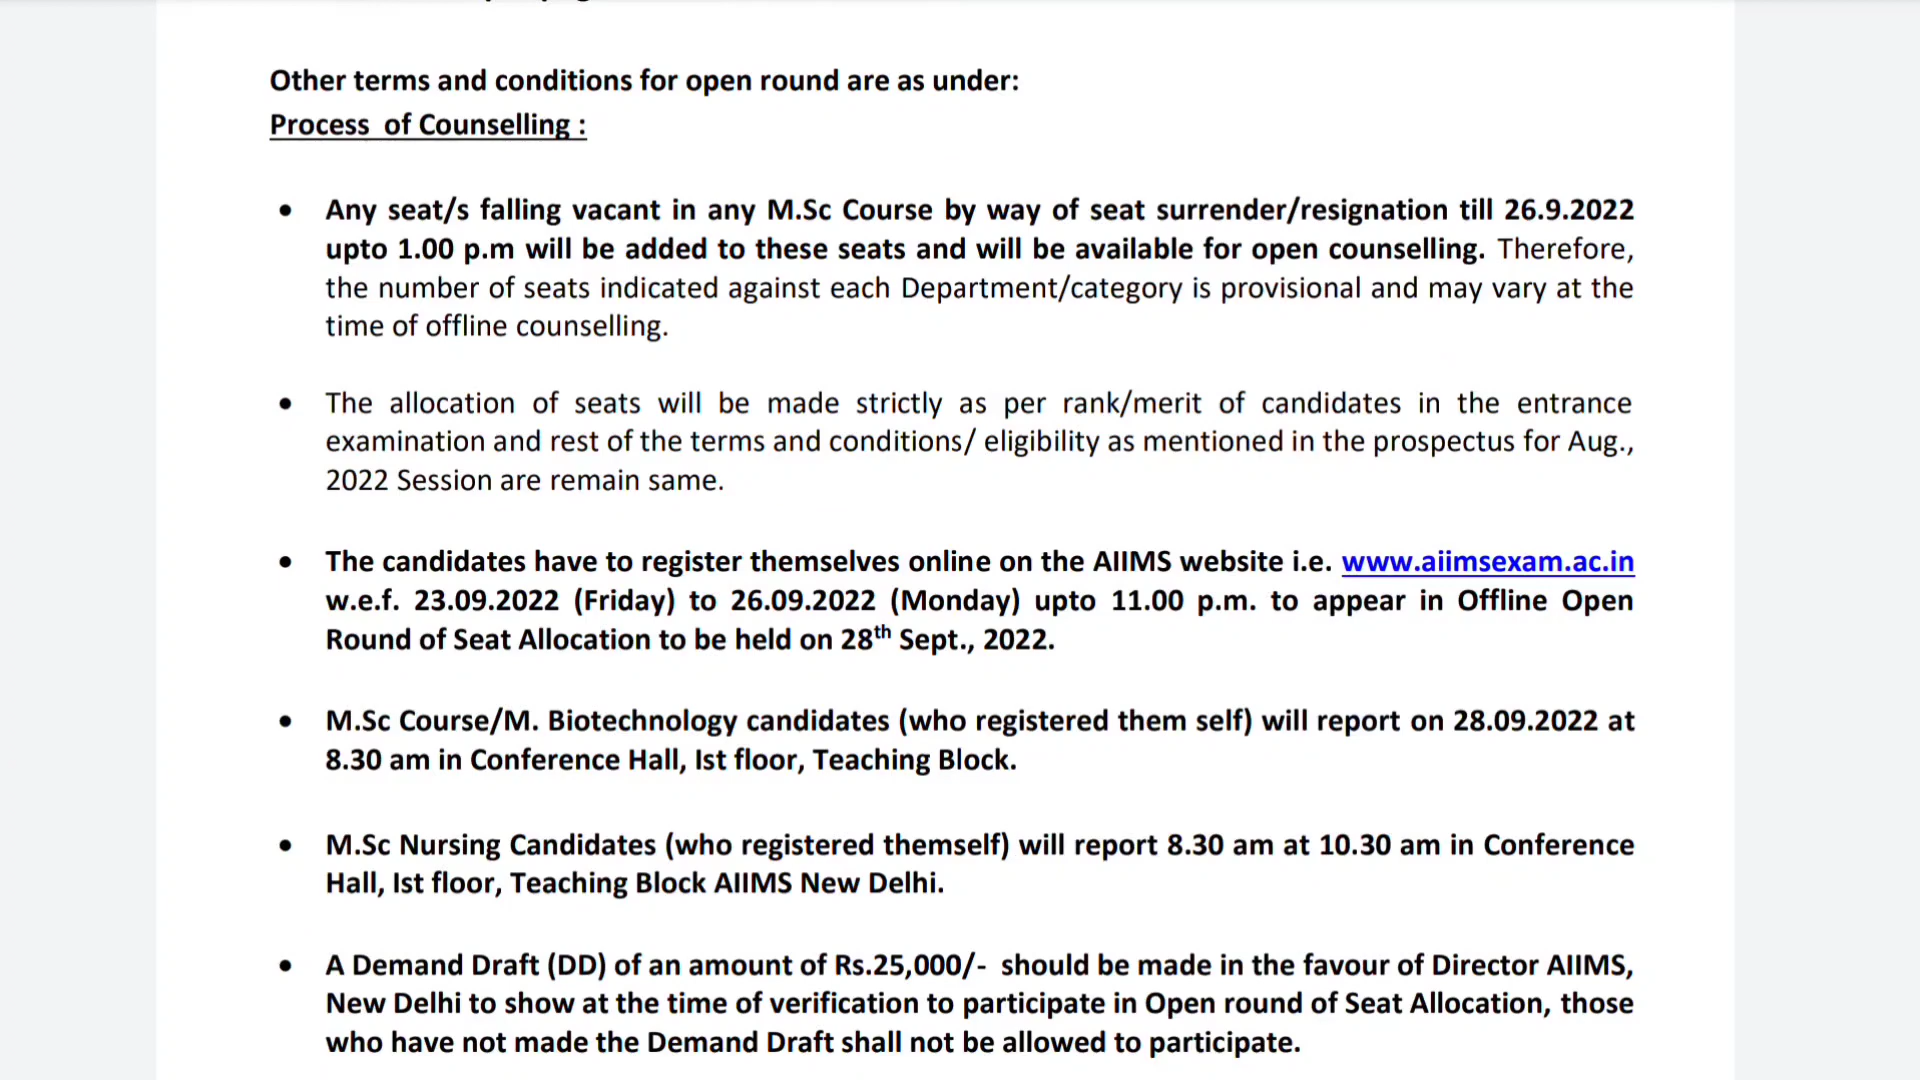 Other terms and conditions for open round are as under:
Process of Counselling :
• Any seat/s falling vacant in any M.Sc Course by way of seat surrender/resignation till 26.9.2022
upto 1.00 p.m will be added to these seats and will be available for open counselling. Therefore,
the number of seats indicated against each Department/category is provisional and may vary at the
time of offline counselling.
• The allocation of seats will be made strictly as per rank/merit of candidates in the entrance
examination and rest of the terms and conditions/ eligibility as mentioned in the prospectus for Aug.,
2022 Session are remain same.
• The candidates have to register themselves online on the AIIMS website i.e. www.aiimsexam.ac.in
w.e.f. 23.09.2022 (Friday) to 26.09.2022 (Monday) upto 11.00 p.m. to appear in Offline Open
Round of Seat Allocation to be held on 28th Sept., 2022.
• M.Sc Course/M. Biotechnology candidates (who registered them self) will report on 28.09.2022 at
8.30 am in Conference Hall, Ist floor, Teaching Block.
• M.Sc Nursing Candidates (who registered themself) will report 8.30 am at 10.30 am in Conference
Hall, Ist floor, Teaching Block AIIMS New Delhi.
• A Demand Draft (DD) of an amount of Rs.25,000/- should be made in the favour of Director AIIMS,
New Delhi to show at the time of verification to participate in Open round of Seat Allocation, those
who have not made the Demand Draft shall not be allowed to participate.